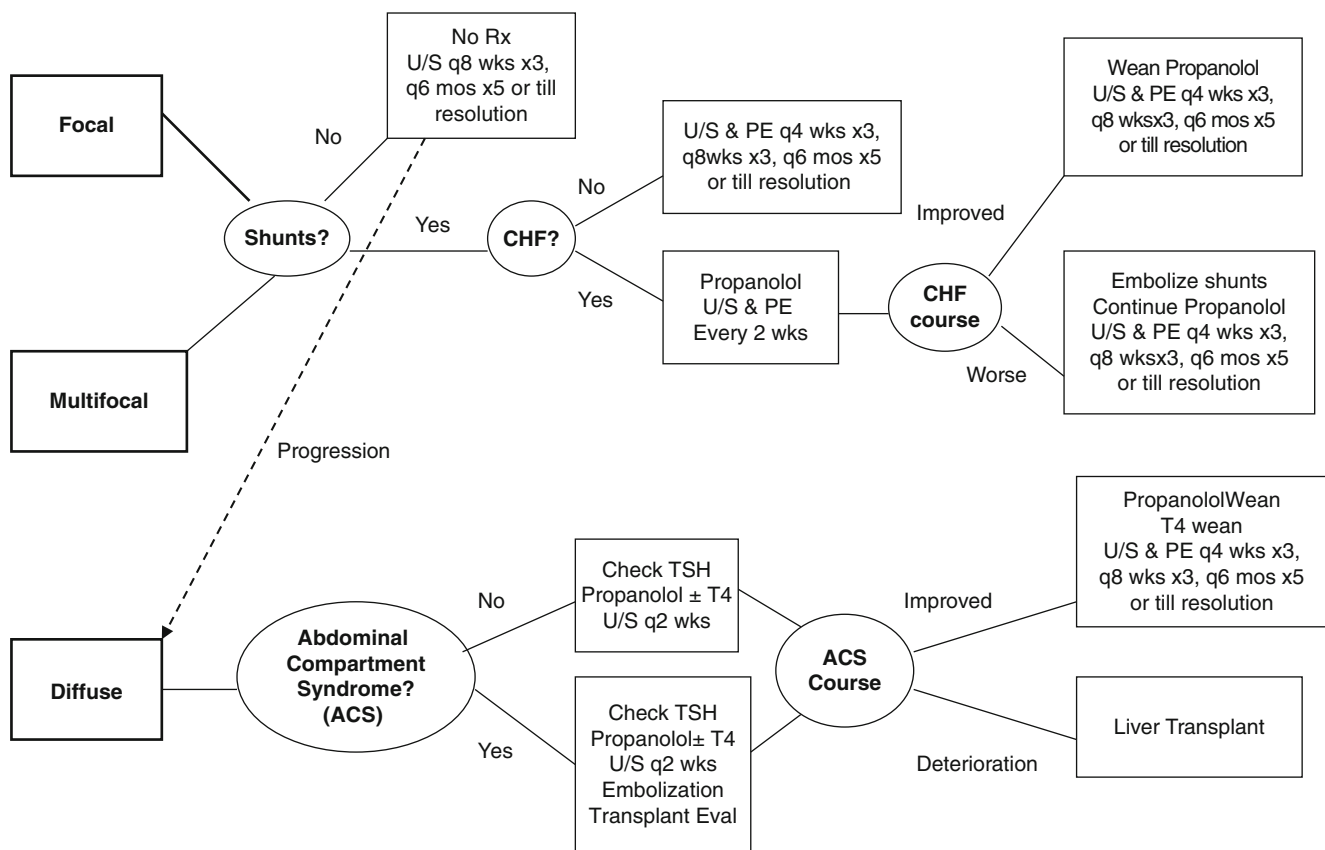 No Rx
U/S q8 wks x3,
q6 mos x5 or till
resolution
Focal
No
Shunts?
Yes
Multifocal
CHF?
No
U/S & PE q4 wks x3,
q8wks x3, q6 mos x5
or till resolution
Yes
Propanolol
U/S & PE
Every 2 wks
CHF
course
Improved
Wean Propanolol
U/S & PE q4 wks x3,
q8 wksx3, q6 mos x5
or till resolution
Worse
Embolize shunts
Continue Propanolol
U/S & PE q4 wks x3,
q8 wksx3, q6 mos x5
or till resolution
Progression
Diffuse
Abdominal
Compartment
Syndrome?
(ACS)
No
Check TSH
Propanolol ± T4
U/S q2 wks
Yes
Check TSH
Propanolol± T4
U/S q2 wks
Embolization
Transplant Eval
ACS
Course
Improved
PropanololWean
T4 wean
U/S & PE q4 wks x3,
q8 wks x3, q6 mos x5
or till resolution
Deterioration
Liver Transplant